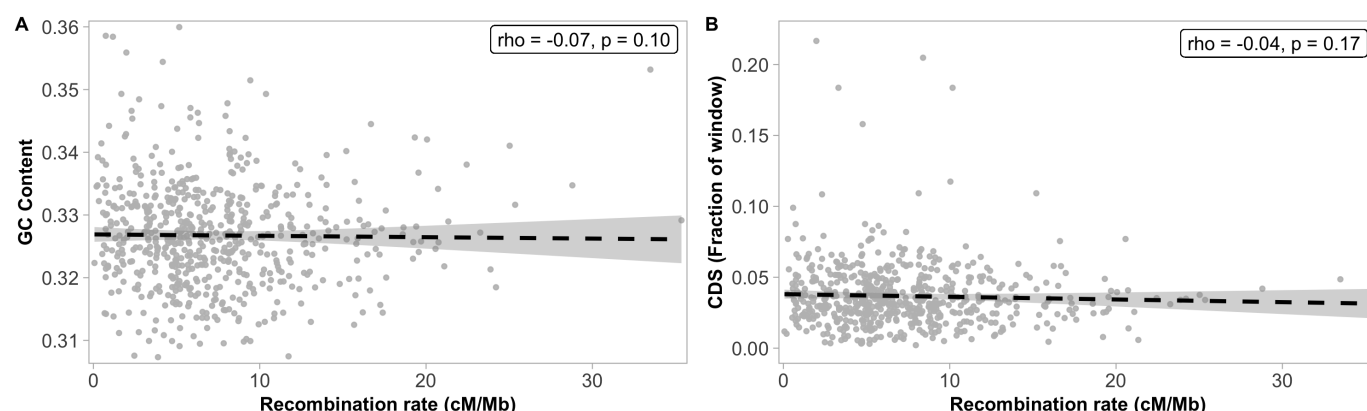 A
rho = -0.07, p = 0.10
GC Content
0.36
0.35
0.34
0.33
0.32
0.31
0
10
20
30
Recombination rate (cM/Mb)
B
rho = -0.04, p = 0.17
CDS (Fraction of window)
0.20
0.15
0.10
0.05
0.00
0
10
20
30
Recombination rate (cM/Mb)